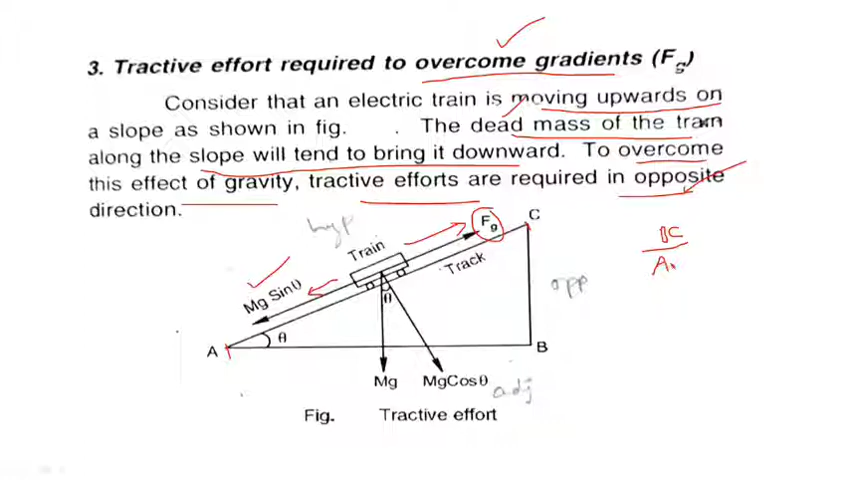 3. Tractive effort required to overcome gradients (Fg)
Consider that an electric train is moving upwards on
a slope as shown in fig. . The dead mass of the train
along the slope will tend to bring it downward. To overcome
this effect of gravity, tractive efforts are required in opposite
direction.
hyp
Fg
C
Train
BC
Track
A
Mg Sinθ
θ
opp
θ
A
B
Mg
MgCosθ
adj
Fig. Tractive effort